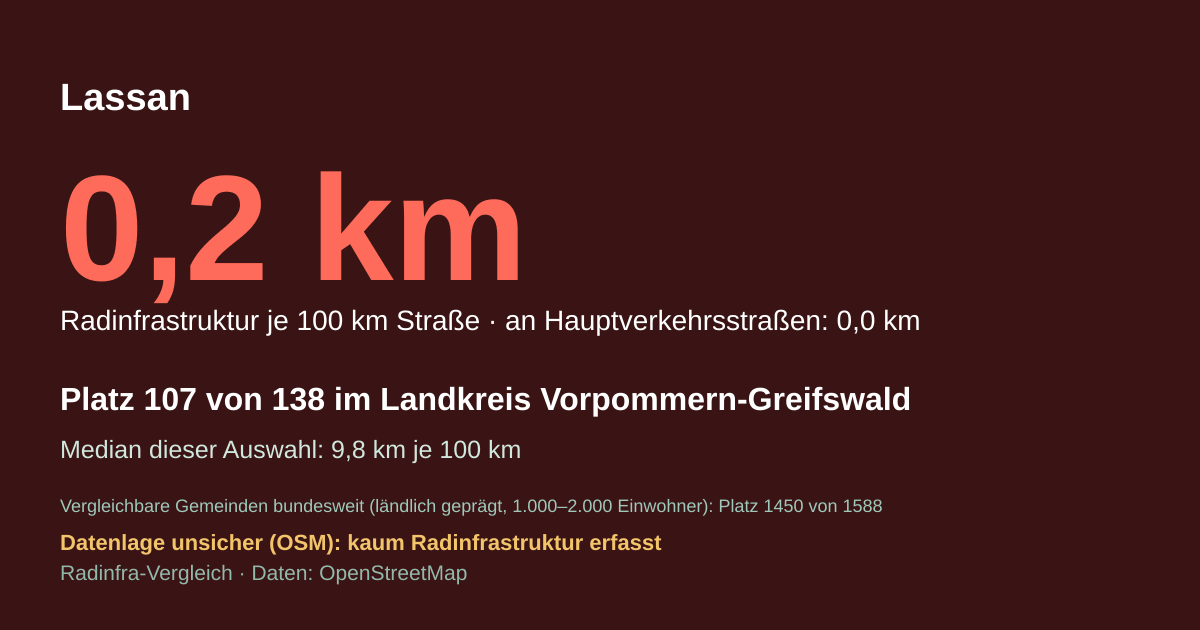 Lassan
0,2 km
Radinfrastruktur je 100 km Straße · an Hauptverkehrsstraßen: 0,0 km
Platz 107 von 138 im Landkreis Vorpommern-Greifswald
Median dieser Auswahl: 9,8 km je 100 km
Vergleichbare Gemeinden bundesweit (ländlich geprägt, 1.000–2.000 Einwohner): Platz 1450 von 1588
Datenlage unsicher (OSM): kaum Radinfrastruktur erfasst
Radinfra-Vergleich · Daten: OpenStreetMap